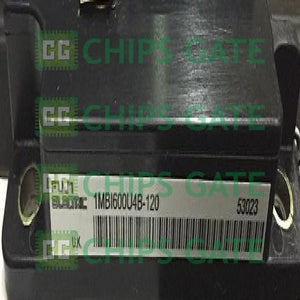 CHIPS GATE
CHIPS GATE
FUJI
ELECTRIC
1MBI600U4B-120
53023
CHIPS GATE
CHIPS GATE